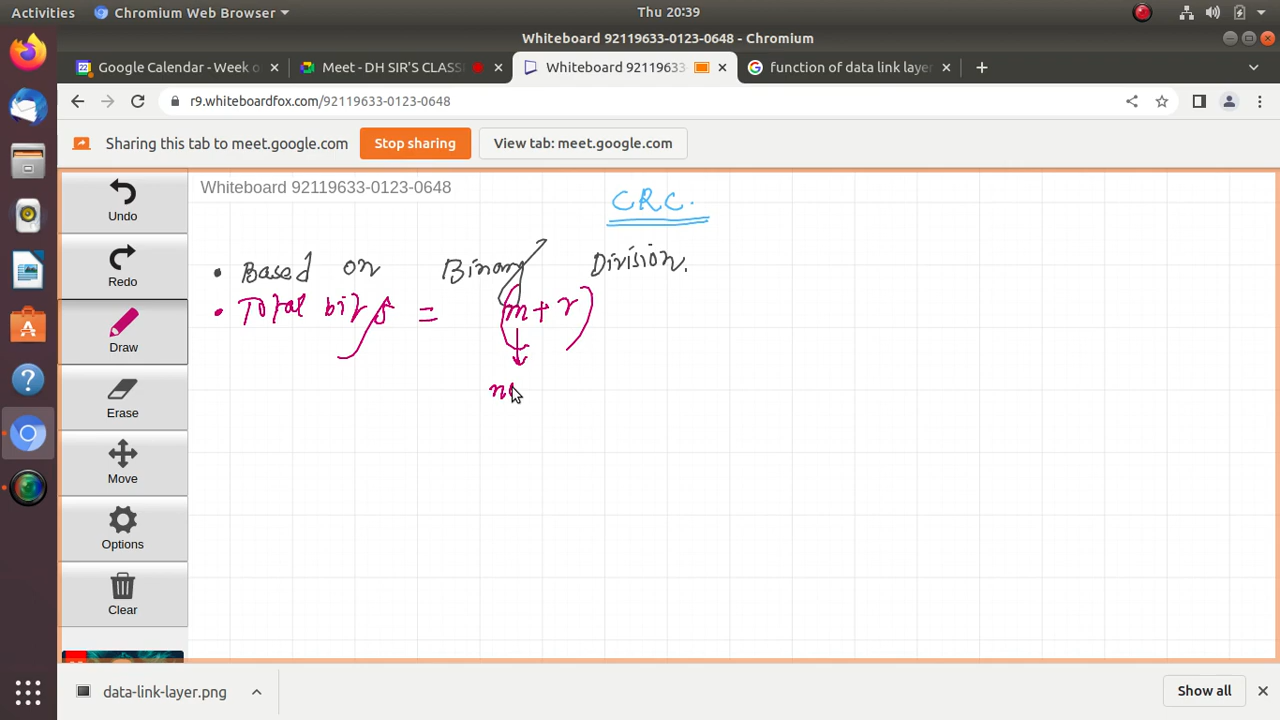 Activities
Chromium Web Browser
Thu 20:39
Whiteboard 92119633-0123-0648 - Chromium
Google Calendar - Week o
Meet - DH SIR'S CLASS
Whiteboard 92119633
function of data link laye
r9.whiteboardfox.com/92119633-0123-0648
Sharing this tab to meet.google.com
Stop sharing
View tab: meet.google.com
Whiteboard 92119633-0123-0648
CRC.
Undo
• Based on Binary Division.
Redo
• Total bits = (m+r)
Draw
Erase
Move
Options
Clear
data-link-layer.png
Show all